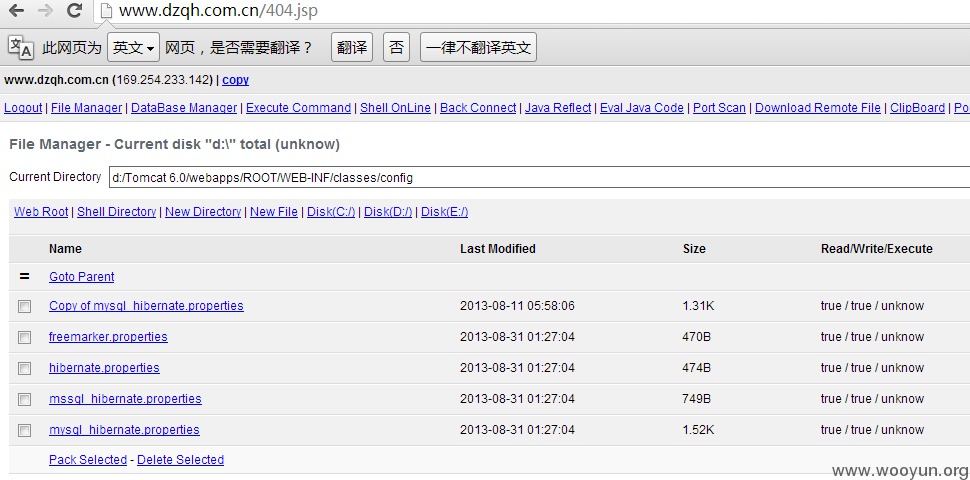 www.dzqh.com.cn/404.jsp
此网页为 英文 网页，是否需要翻译？ 翻译 否 一律不翻译英文
www.dzqh.com.cn (169.254.233.142) | copy
Logout | File Manager | DataBase Manager | Execute Command | Shell OnLine | Back Connect | Java Reflect | Eval Java Code | Port Scan | Download Remote File | ClipBoard | Po
File Manager - Current disk "d:\" total (unknow)
Current Directory d:/Tomcat 6.0/webapps/ROOT/WEB-INF/classes/config
Web Root | Shell Directory | New Directory | New File | Disk(C:/) | Disk(D:/) | Disk(E:/)
Name Last Modified Size Read/Write/Execute
= Goto Parent
Copy of mysql_hibernate.properties 2013-08-11 05:58:06 1.31K true / true / unknow
freemarker.properties 2013-08-31 01:27:04 470B true / true / unknow
hibernate.properties 2013-08-31 01:27:04 474B true / true / unknow
mssql_hibernate.properties 2013-08-31 01:27:04 749B true / true / unknow
mysql_hibernate.properties 2013-08-31 01:27:04 1.52K true / true / unknow
Pack Selected - Delete Selected
www.wooyun.org